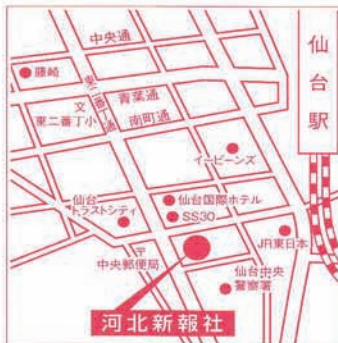 中央通
仙台駅
藤崎
東二番丁通
青葉通
文
東二番丁小
南町通
イービーンズ
仙台
トラストシティ
仙台国際ホテル
SS30
〒
中央郵便局
JR東日本
仙台中央
警察署
河北新報社